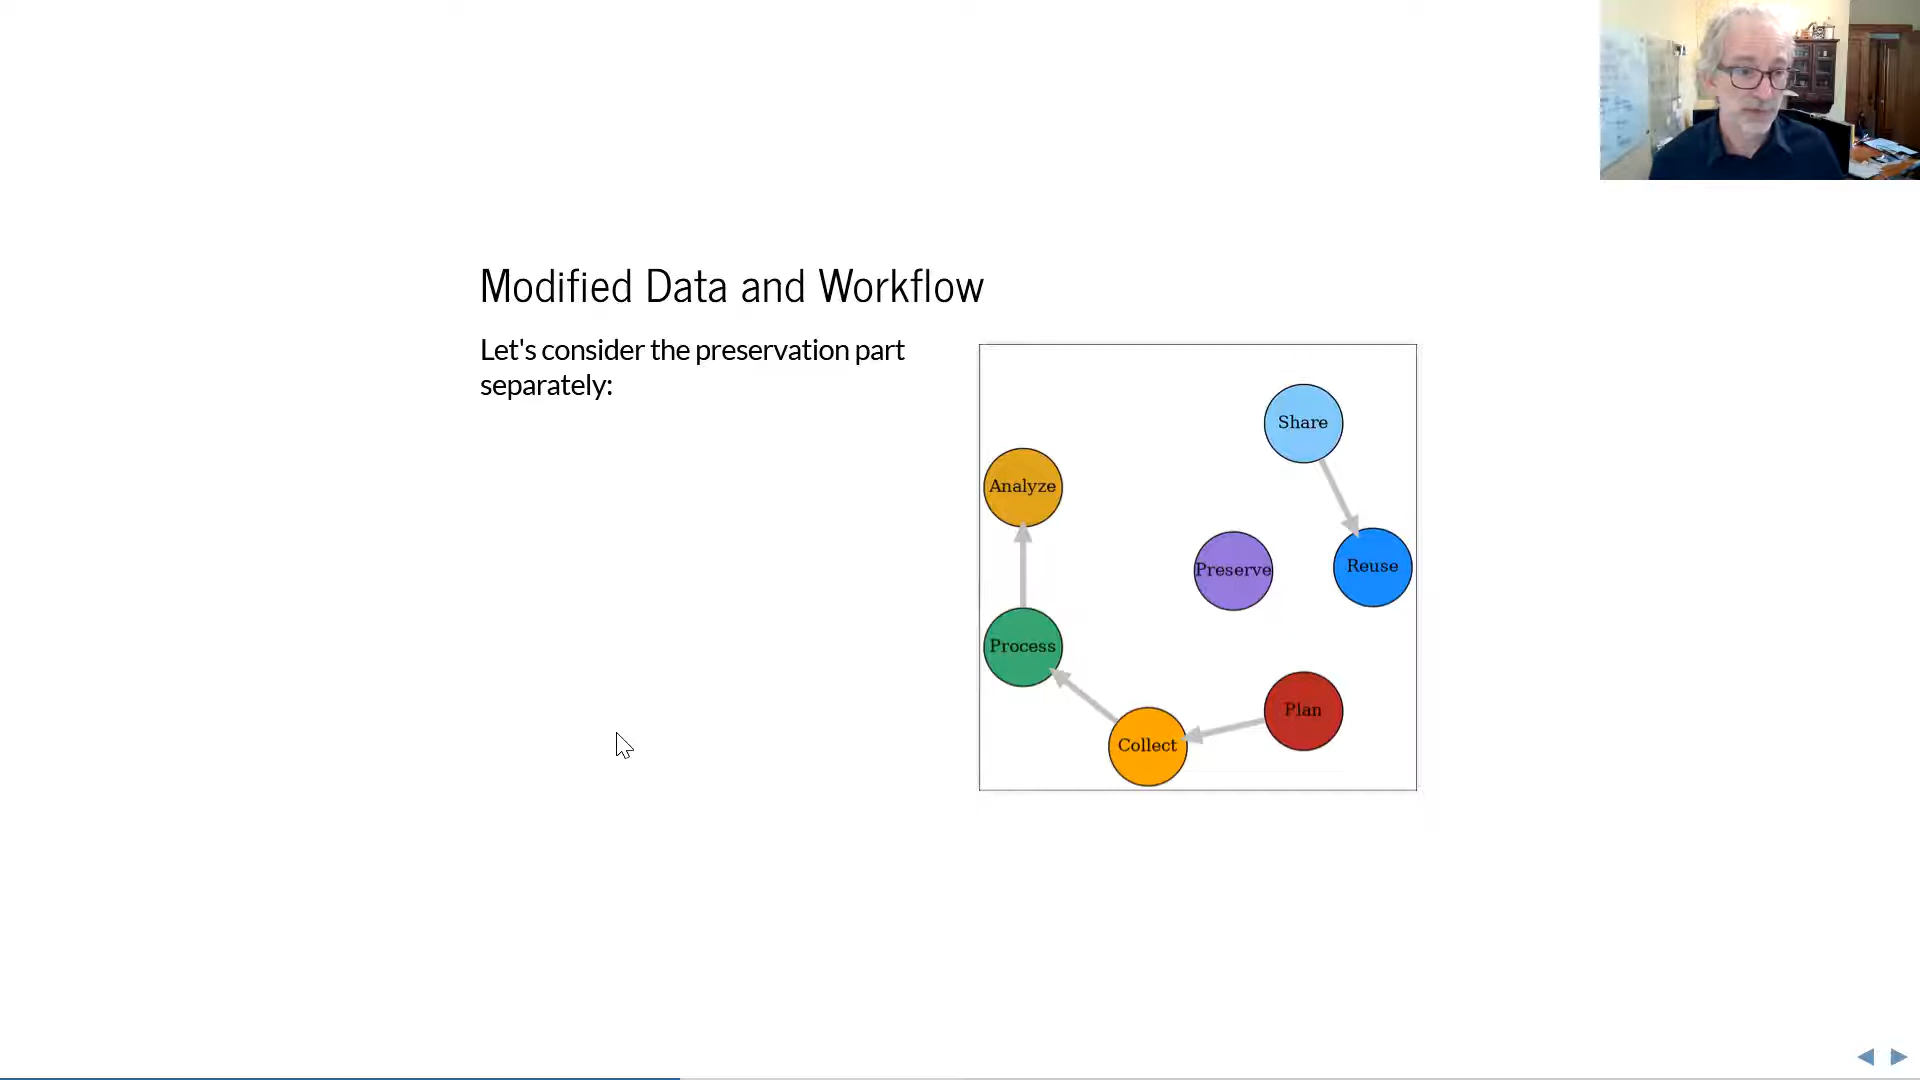 Modified Data and Workflow
Let's consider the preservation part
separately:
Share
Analyze
Preserve
Reuse
Process
Plan
Collect